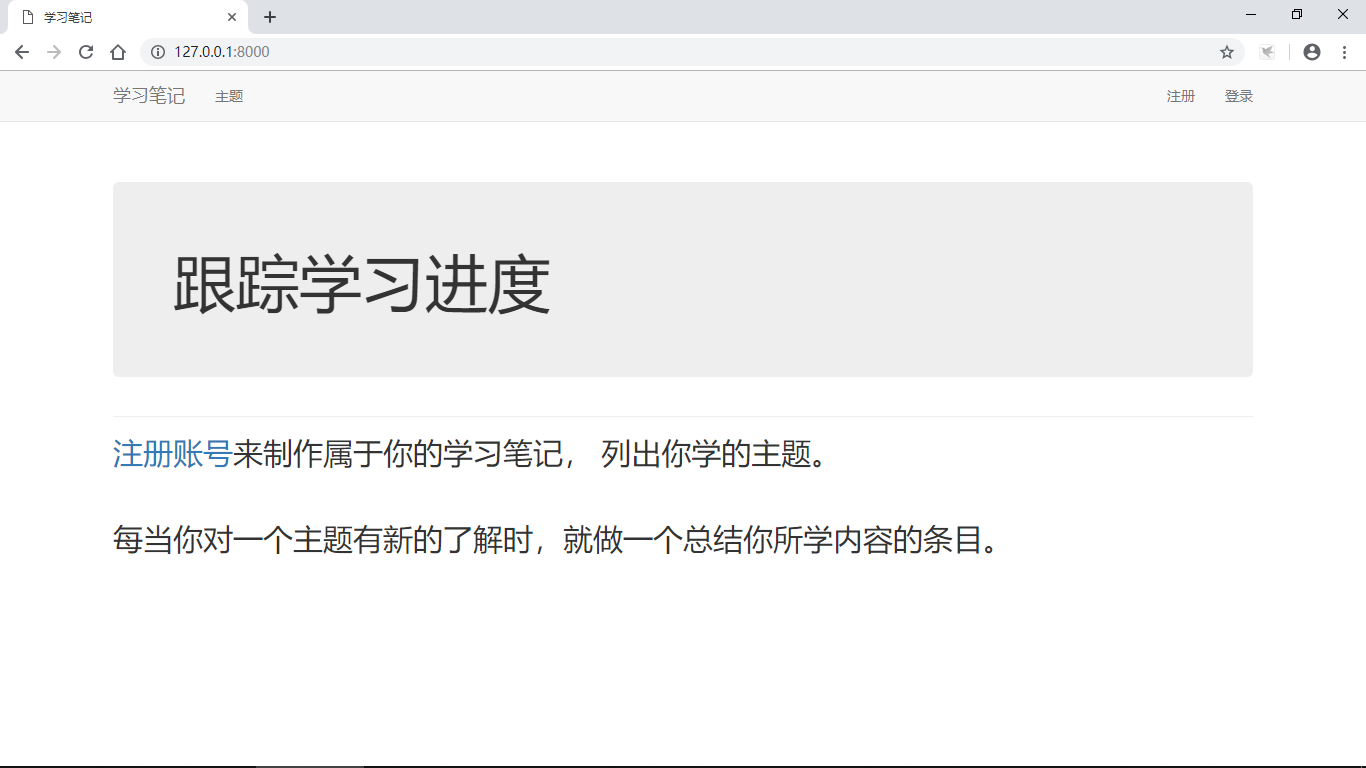 学习笔记
127.0.0.1:8000
学习笔记 主题 注册 登录
跟踪学习进度
注册账号来制作属于你的学习笔记， 列出你学的主题。
每当你对一个主题有新的了解时，就做一个总结你所学内容的条目。